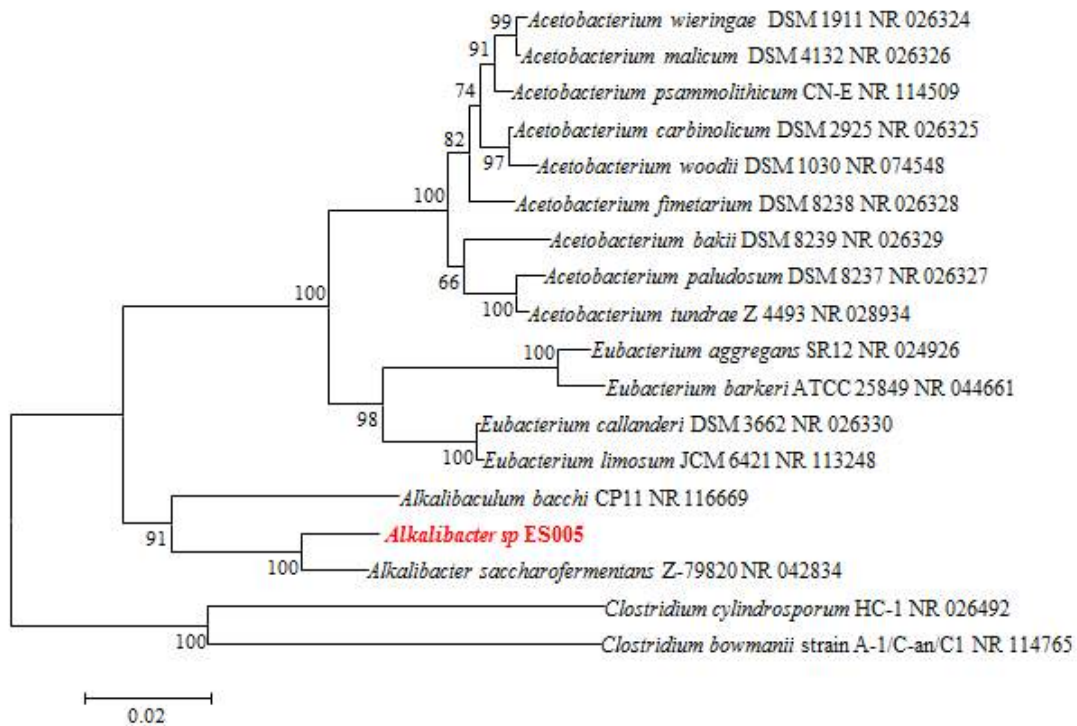 99
Acetobacterium wieringae DSM 1911 NR 026324
91
Acetobacterium malicum DSM 4132 NR 026326
74
Acetobacterium psammolithicum CN-E NR 114509
82
Acetobacterium carbinolicum DSM 2925 NR 026325
97
Acetobacterium woodii DSM 1030 NR 074548
100
Acetobacterium fimetarium DSM 8238 NR 026328
Acetobacterium bakii DSM 8239 NR 026329
66
Acetobacterium paludosum DSM 8237 NR 026327
100
100
Acetobacterium tundrae Z 4493 NR 028934
100
Eubacterium aggregans SR12 NR 024926
Eubacterium barkeri ATCC 25849 NR 044661
98
Eubacterium callanderi DSM 3662 NR 026330
100
Eubacterium limosum JCM 6421 NR 113248
Alkalibaculum bacchi CP11 NR 116669
91
Alkalibacter sp ES005
100
Alkalibacter saccharofermentans Z-79820 NR 042834
Clostridium cylindrosporum HC-1 NR 026492
100
Clostridium bowmanii strain A-1/C-an/C1 NR 114765
0.02